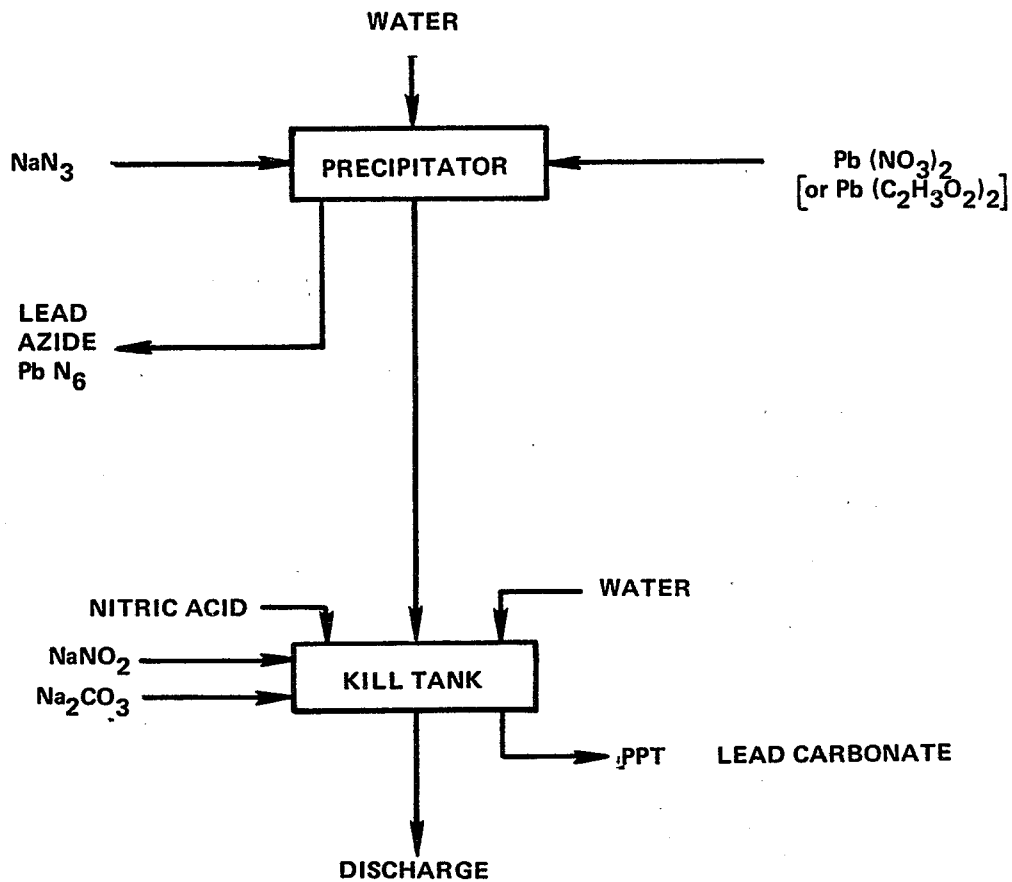 WATER
NaN3
PRECIPITATOR
Pb (NO3)2
[or Pb (C2H3O2)2]
LEAD
AZIDE
Pb N6
NITRIC ACID
WATER
NaNO2
Na2CO3
KILL TANK
PPT LEAD CARBONATE
DISCHARGE